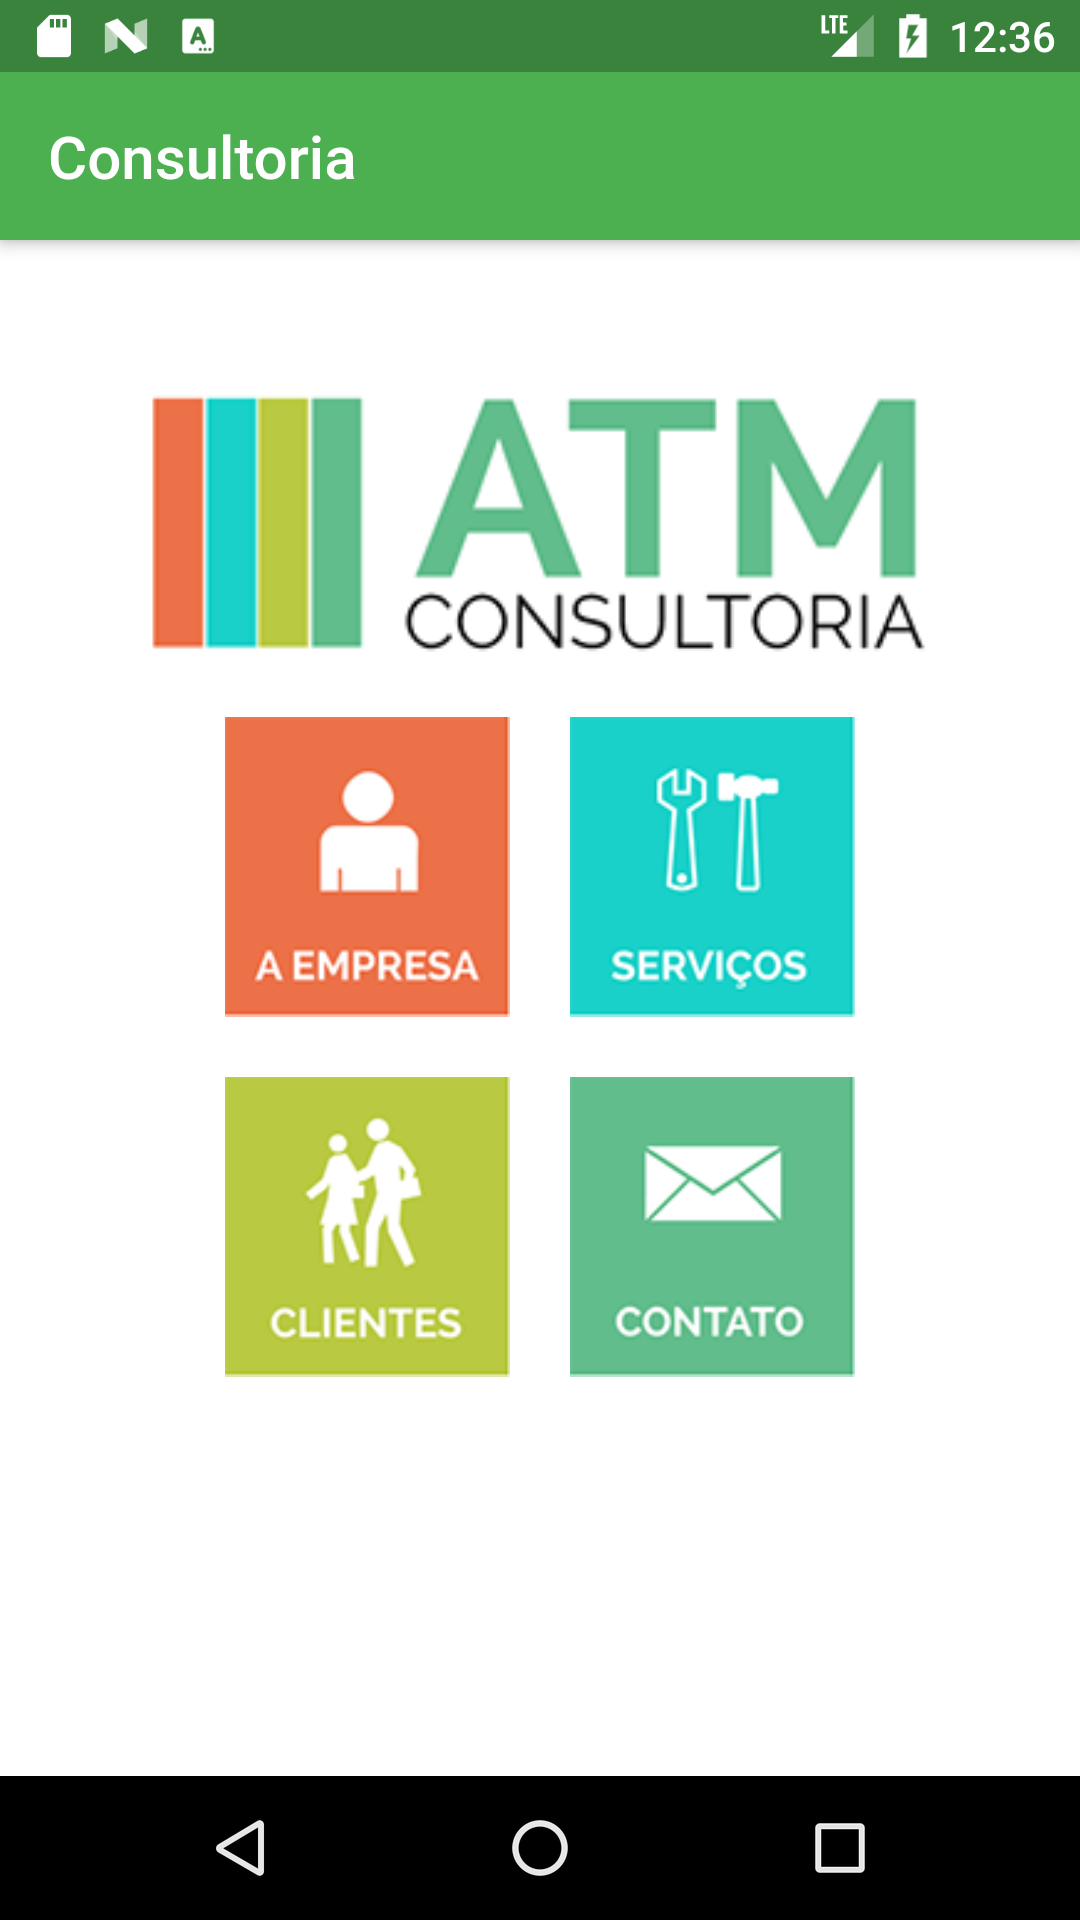 LTE 12:36
Consultoria
ATM
CONSULTORIA
A EMPRESA SERVIÇOS
CLIENTES CONTATO